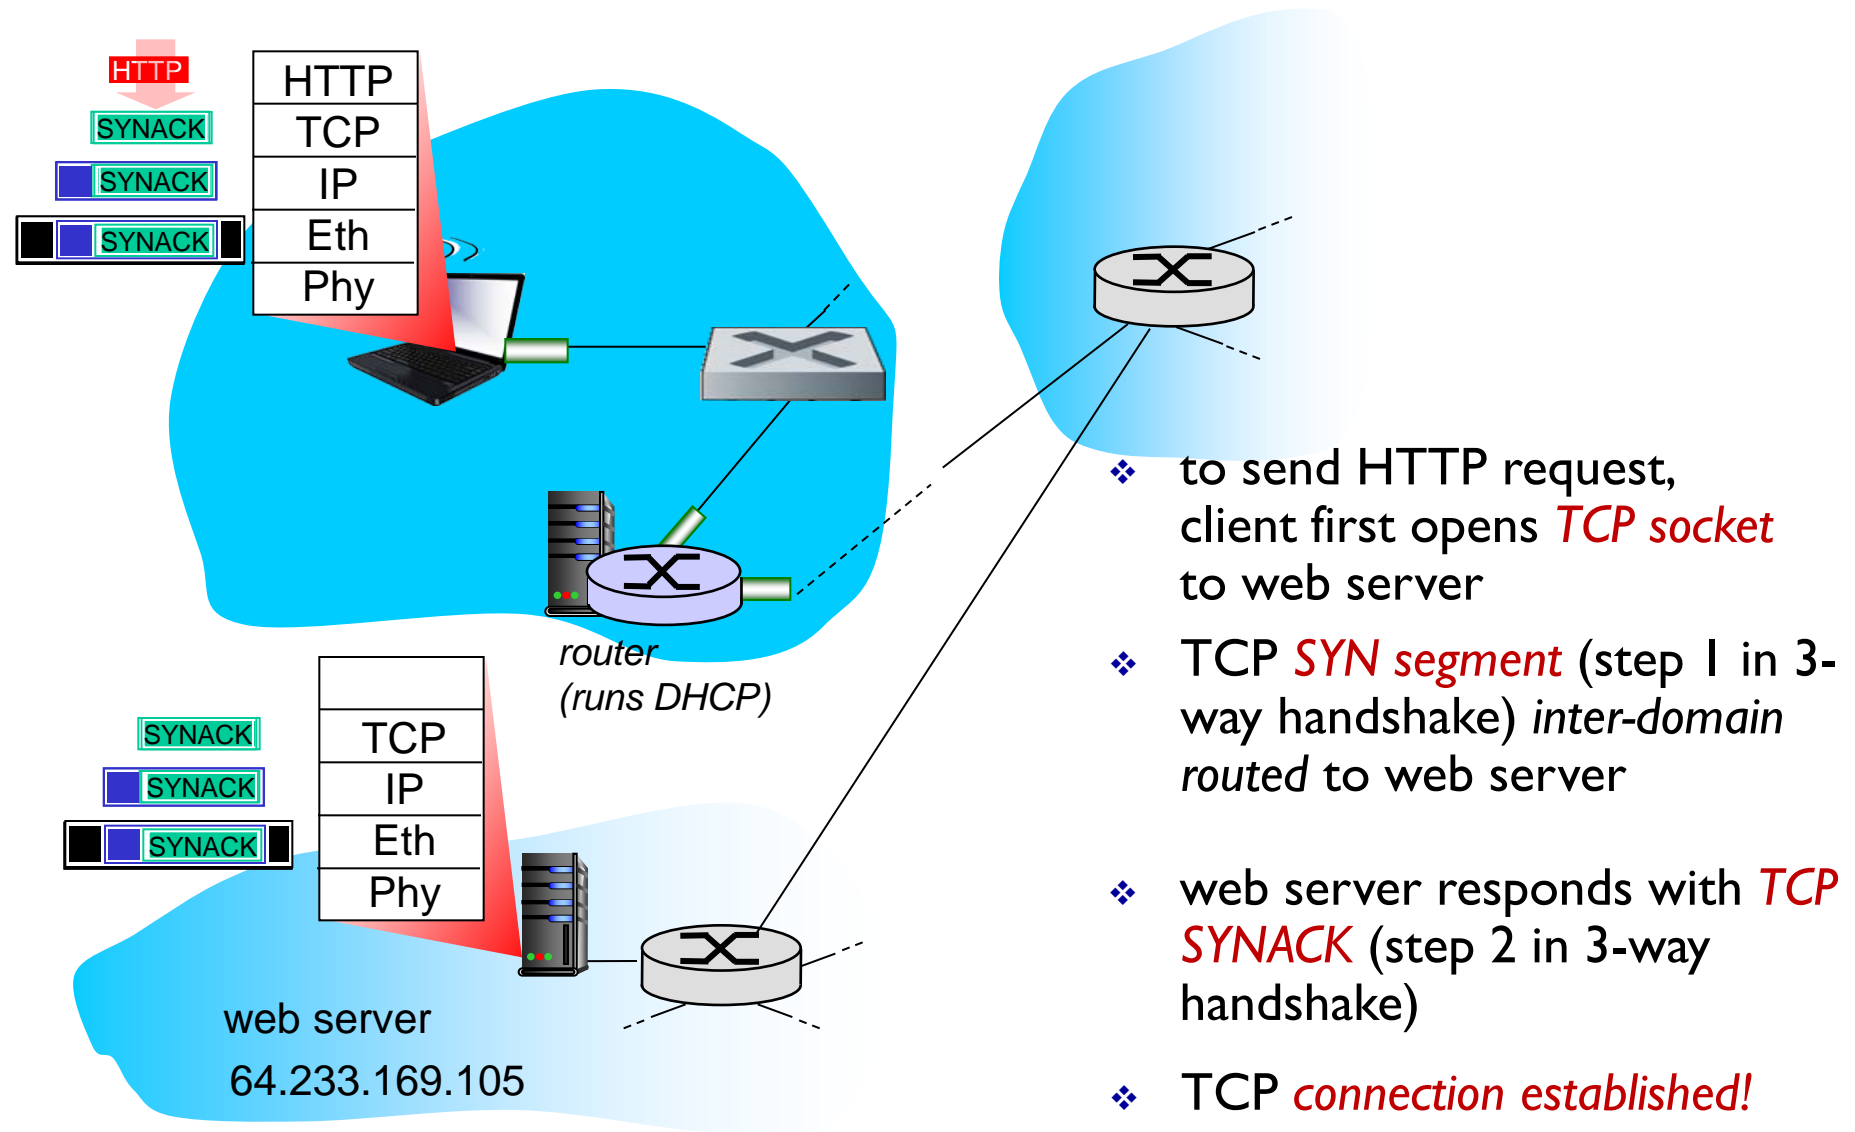 HTTP
SYNACK
SYNACK
SYNACK
HTTP
TCP
IP
Eth
Phy
router
(runs DHCP)
SYNACK
SYNACK
SYNACK
TCP
IP
Eth
Phy
web server
64.233.169.105
❖ to send HTTP request,
client first opens TCP socket
to web server
❖ TCP SYN segment (step 1 in 3-
way handshake) inter-domain
routed to web server
❖ web server responds with TCP
SYNACK (step 2 in 3-way
handshake)
❖ TCP connection established!